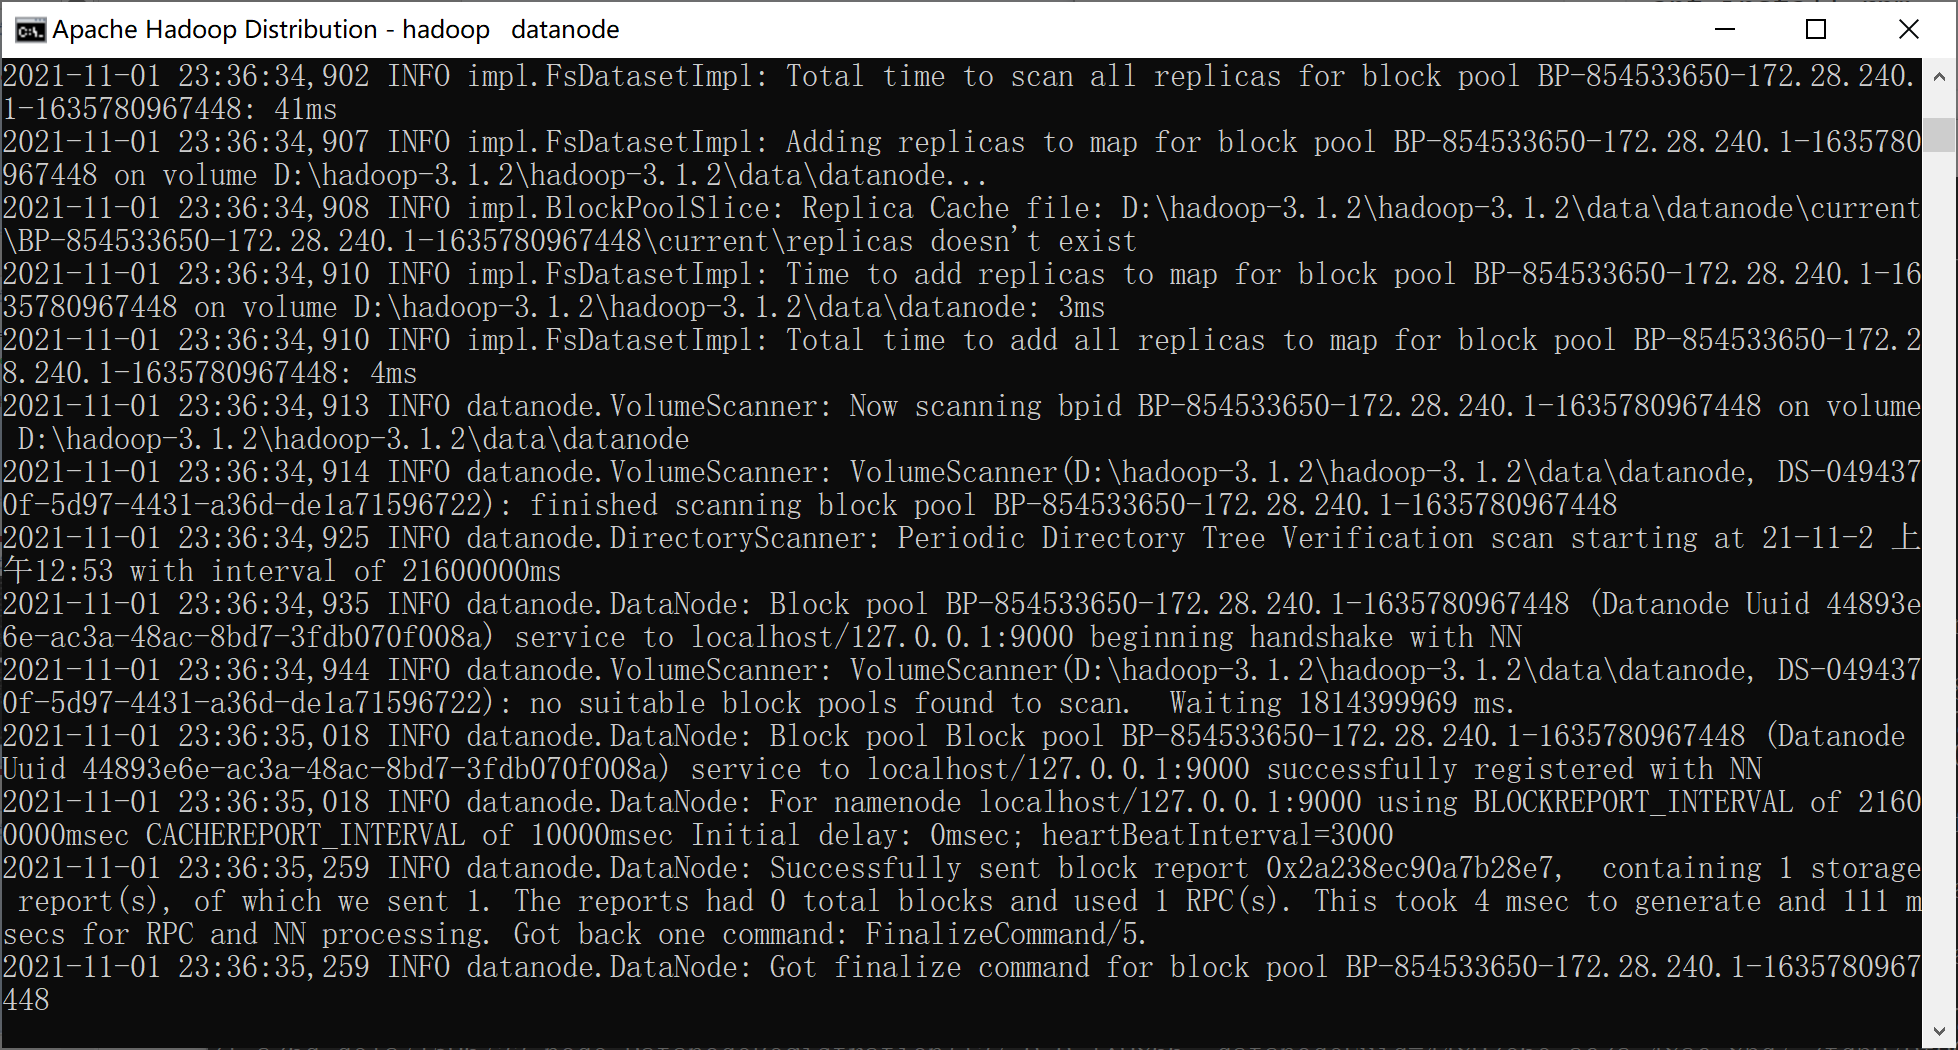 Apache Hadoop Distribution - hadoop   datanode
2021-11-01 23:36:34,902 INFO impl.FsDatasetImpl: Total time to scan all replicas for block pool BP-854533650-172.28.240.
1-1635780967448: 41ms
2021-11-01 23:36:34,907 INFO impl.FsDatasetImpl: Adding replicas to map for block pool BP-854533650-172.28.240.1-1635780
967448 on volume D:\hadoop-3.1.2\hadoop-3.1.2\data\datanode...
2021-11-01 23:36:34,908 INFO impl.BlockPoolSlice: Replica Cache file: D:\hadoop-3.1.2\hadoop-3.1.2\data\datanode\current
\BP-854533650-172.28.240.1-1635780967448\current\replicas doesn't exist
2021-11-01 23:36:34,910 INFO impl.FsDatasetImpl: Time to add replicas to map for block pool BP-854533650-172.28.240.1-16
35780967448 on volume D:\hadoop-3.1.2\hadoop-3.1.2\data\datanode: 3ms
2021-11-01 23:36:34,910 INFO impl.FsDatasetImpl: Total time to add all replicas to map for block pool BP-854533650-172.2
8.240.1-1635780967448: 4ms
2021-11-01 23:36:34,913 INFO datanode.VolumeScanner: Now scanning bpid BP-854533650-172.28.240.1-1635780967448 on volume
 D:\hadoop-3.1.2\hadoop-3.1.2\data\datanode
2021-11-01 23:36:34,914 INFO datanode.VolumeScanner: VolumeScanner(D:\hadoop-3.1.2\hadoop-3.1.2\data\datanode, DS-049437
0f-5d97-4431-a36d-de1a71596722): finished scanning block pool BP-854533650-172.28.240.1-1635780967448
2021-11-01 23:36:34,925 INFO datanode.DirectoryScanner: Periodic Directory Tree Verification scan starting at 21-11-2 上
午12:53 with interval of 21600000ms
2021-11-01 23:36:34,935 INFO datanode.DataNode: Block pool BP-854533650-172.28.240.1-1635780967448 (Datanode Uuid 44893e
6e-ac3a-48ac-8bd7-3fdb070f008a) service to localhost/127.0.0.1:9000 beginning handshake with NN
2021-11-01 23:36:34,944 INFO datanode.VolumeScanner: VolumeScanner(D:\hadoop-3.1.2\hadoop-3.1.2\data\datanode, DS-049437
0f-5d97-4431-a36d-de1a71596722): no suitable block pools found to scan.  Waiting 1814399969 ms.
2021-11-01 23:36:35,018 INFO datanode.DataNode: Block pool Block pool BP-854533650-172.28.240.1-1635780967448 (Datanode
Uuid 44893e6e-ac3a-48ac-8bd7-3fdb070f008a) service to localhost/127.0.0.1:9000 successfully registered with NN
2021-11-01 23:36:35,018 INFO datanode.DataNode: For namenode localhost/127.0.0.1:9000 using BLOCKREPORT_INTERVAL of 2160
0000msec CACHEREPORT_INTERVAL of 10000msec Initial delay: 0msec; heartBeatInterval=3000
2021-11-01 23:36:35,259 INFO datanode.DataNode: Successfully sent block report 0x2a238ec90a7b28e7,  containing 1 storage
 report(s), of which we sent 1. The reports had 0 total blocks and used 1 RPC(s). This took 4 msec to generate and 111 m
secs for RPC and NN processing. Got back one command: FinalizeCommand/5.
2021-11-01 23:36:35,259 INFO datanode.DataNode: Got finalize command for block pool BP-854533650-172.28.240.1-1635780967
448